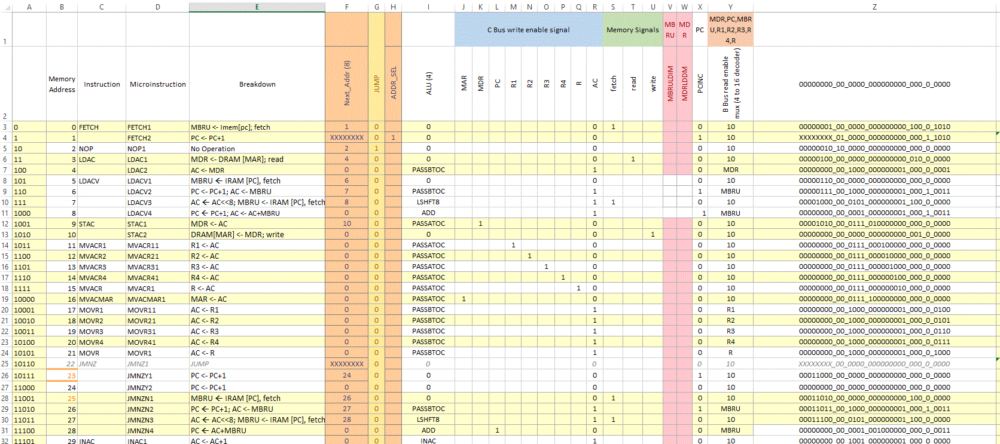 A B C D E F G H I J K L M N O P Q R S T U V W X Y Z
1 C Bus write enable signal Memory Signals MBRU MDR PC MDR,PC,MBRU,R1,R2,R3,R4,R
2 Memory Address Instruction Microinstruction Breakdown Next_Addr (8) JUMP ADDR_SEL ALU (4) MAR MDR PC R1 R2 R3 R4 R AC fetch read write MBRULDIM MDRLDDM PCINC B Bus read enable mux (4 to 16 decoder) 00000000_00_0000_000000000_000_0_0000
3 0 0 FETCH FETCH1 MBRU <- Imem[pc]; fetch 1 0 0 0 1 0 10 00000001_00_0000_000000000_100_0_1010
4 1 1 FETCH2 PC <- PC+1 XXXXXXXX 0 1 0 0 1 10 XXXXXXXX_01_0000_000000000_000_1_1010
5 10 2 NOP NOP1 No Operation 2 1 0 0 0 10 00000010_10_0000_000000000_000_0_0000
6 11 3 LDAC LDAC1 MDR <- DRAM [MAR]; read 4 0 0 0 1 0 10 00000100_00_0000_000000000_010_0_0000
7 100 4 LDAC2 AC <- MDR 0 0 PASSBTOC 1 0 MDR 00000000_00_1000_000000001_000_0_0001
8 101 5 LDACV LDACV1 MBRU ← IRAM [PC], fetch 6 0 0 0 0 10 00000110_00_0000_000000000_000_0_0000
9 110 6 LDACV2 PC <- PC+1; AC <- MBRU 7 0 PASSBTOC 1 1 MBRU 00000111_00_1000_000000001_000_1_0011
10 111 7 LDACV3 AC ← AC<<8; MBRU <- IRAM [PC], fetch 8 0 LSHFT8 1 1 0 10 00001000_00_0101_000000001_100_0_0000
11 1000 8 LDACV4 PC ← PC+1; AC <- AC+MBRU 0 0 ADD 1 1 MBRU 00000000_00_0001_000000001_000_1_0011
12 1001 9 STAC STAC1 MDR <- AC 10 0 PASSATOC 1 0 0 10 00001010_00_0111_010000000_000_0_0000
13 1010 10 STAC2 DRAM[MAR] <- MDR; write 0 0 0 0 1 0 10 00000000_00_0000_000000000_001_0_0000
14 1011 11 MVACR1 MVACR11 R1 <- AC 0 0 PASSATOC 1 0 0 10 00000000_00_0111_000100000_000_0_0000
15 1100 12 MVACR2 MVACR21 R2 <- AC 0 0 PASSATOC 1 0 0 10 00000000_00_0111_000010000_000_0_0000
16 1101 13 MVACR3 MVACR31 R3 <- AC 0 0 PASSATOC 1 0 0 10 00000000_00_0111_000001000_000_0_0000
17 1110 14 MVACR4 MVACR41 R4 <- AC 0 0 PASSATOC 1 0 0 10 00000000_00_0111_000000100_000_0_0000
18 1111 15 MVACR MVACR1 R <- AC 0 0 PASSATOC 1 0 0 10 00000000_00_0111_000000010_000_0_0000
19 10000 16 MVACMAR MVACMAR1 MAR <- AC 0 0 PASSATOC 1 0 0 10 00000000_00_0111_100000000_000_0_0000
20 10001 17 MOVR1 MOVR11 AC <- R1 0 0 PASSBTOC 1 0 R1 00000000_00_1000_000000001_000_0_0100
21 10010 18 MOVR2 MOVR21 AC <- R2 0 0 PASSBTOC 1 0 R2 00000000_00_1000_000000001_000_0_0101
22 10011 19 MOVR3 MOVR31 AC <- R3 0 0 PASSBTOC 1 0 R3 00000000_00_1000_000000001_000_0_0110
23 10100 20 MOVR4 MOVR41 AC <- R4 0 0 PASSBTOC 1 0 R4 00000000_00_1000_000000001_000_0_0111
24 10101 21 MOVR MOVR1 AC <- R 0 0 PASSBTOC 1 0 R 00000000_00_1000_000000001_000_0_1000
25 10110 22 JMNZ JMNZ1 JUMP XXXXXXXX 0 0 0 0 10 XXXXXXXX_00_0000_000000000_000_0_0000
26 10111 23 JMNZY1 PC <- PC+1 24 0 0 0 1 10 00011000_00_0000_000000000_000_0_0000
27 11000 24 JMNZY2 PC <- PC+1 0 0 0 0 0 10 00000000_00_0000_000000000_000_0_0000
28 11001 25 JMNZN1 MBRU ← IRAM [PC], fetch 26 0 0 0 1 0 10 00011010_00_0000_000000000_100_0_0000
29 11010 26 JMNZN2 PC ← PC+1; AC <- MBRU 27 0 PASSBTOC 1 1 MBRU 00011011_00_1000_000000001_000_1_0011
30 11011 27 JMNZN3 AC ← AC<<8; MBRU <- IRAM [PC], fetch 28 0 LSHFT8 1 1 0 10 00011100_00_0101_000000001_100_0_0000
31 11100 28 JMNZN4 PC ← AC+MBRU 0 0 ADD 1 0 0 MBRU 00000000_00_0001_001000000_000_0_0011
32 11101 29 INAC INAC1 AC <- AC+1 0 0 INAC 1 0 10 00000000_00_1001_000000001_000_0_0000